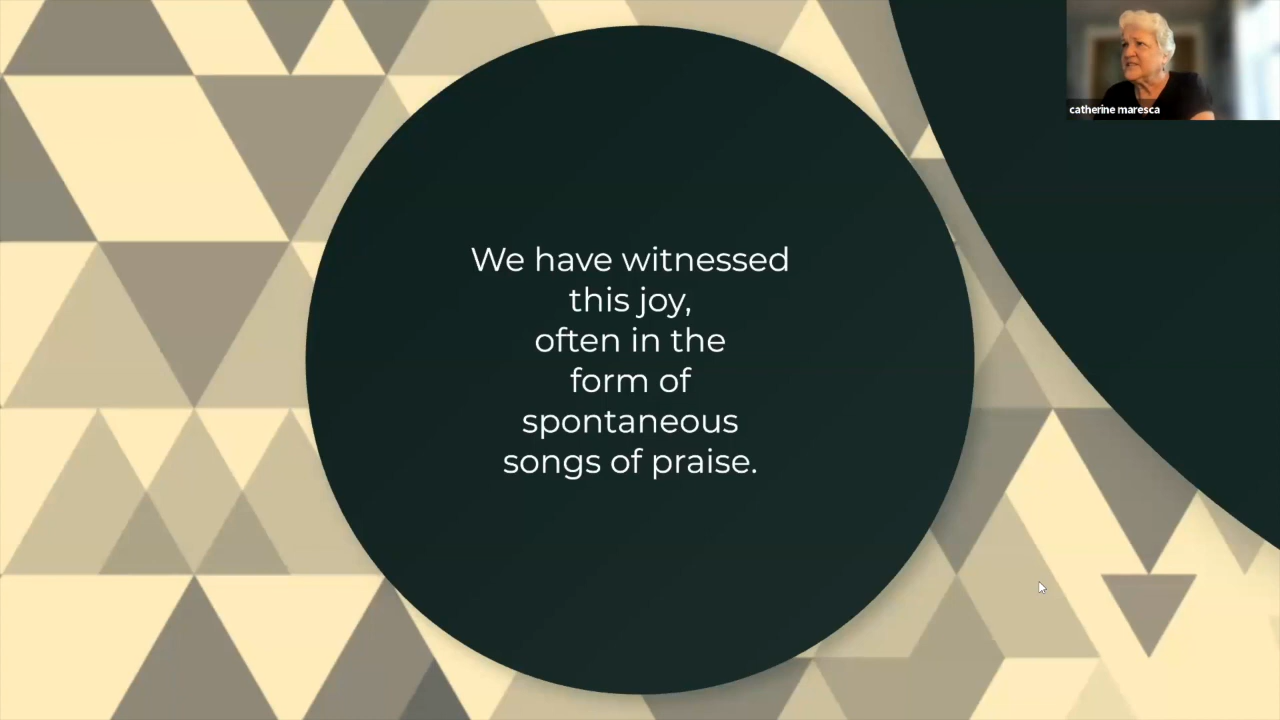 catherine maresca
We have witnessed
this joy,
often in the
form of
spontaneous
songs of praise.